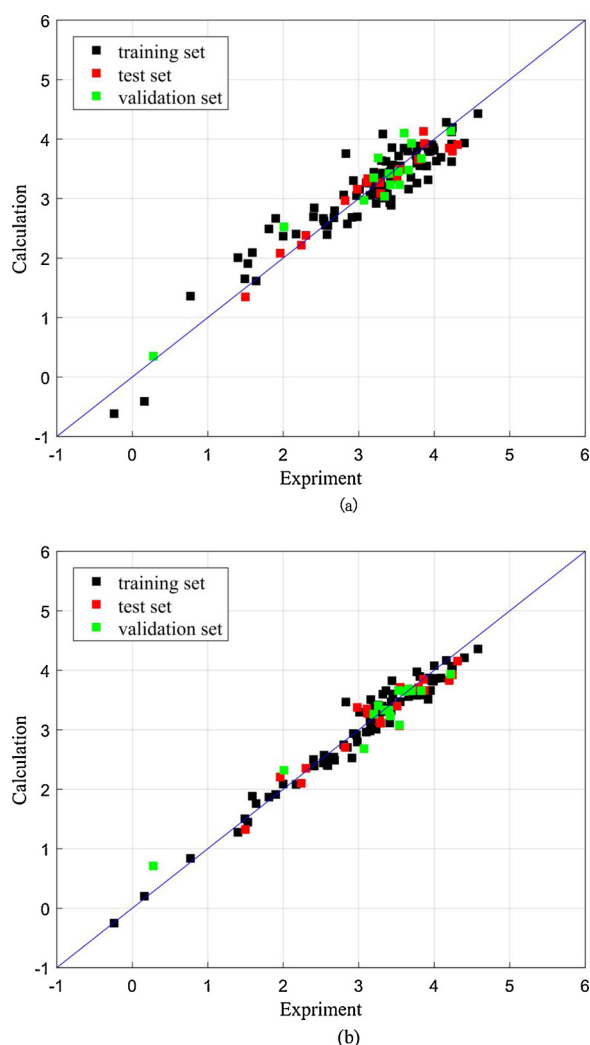 6
5
4
3
2
1
0
-1
Calculation
training set
test set
validation set
-1 0 1 2 3 4 5 6
Expriment
(a)
6
5
4
3
2
1
0
-1
Calculation
training set
test set
validation set
-1 0 1 2 3 4 5 6
Expriment
(b)